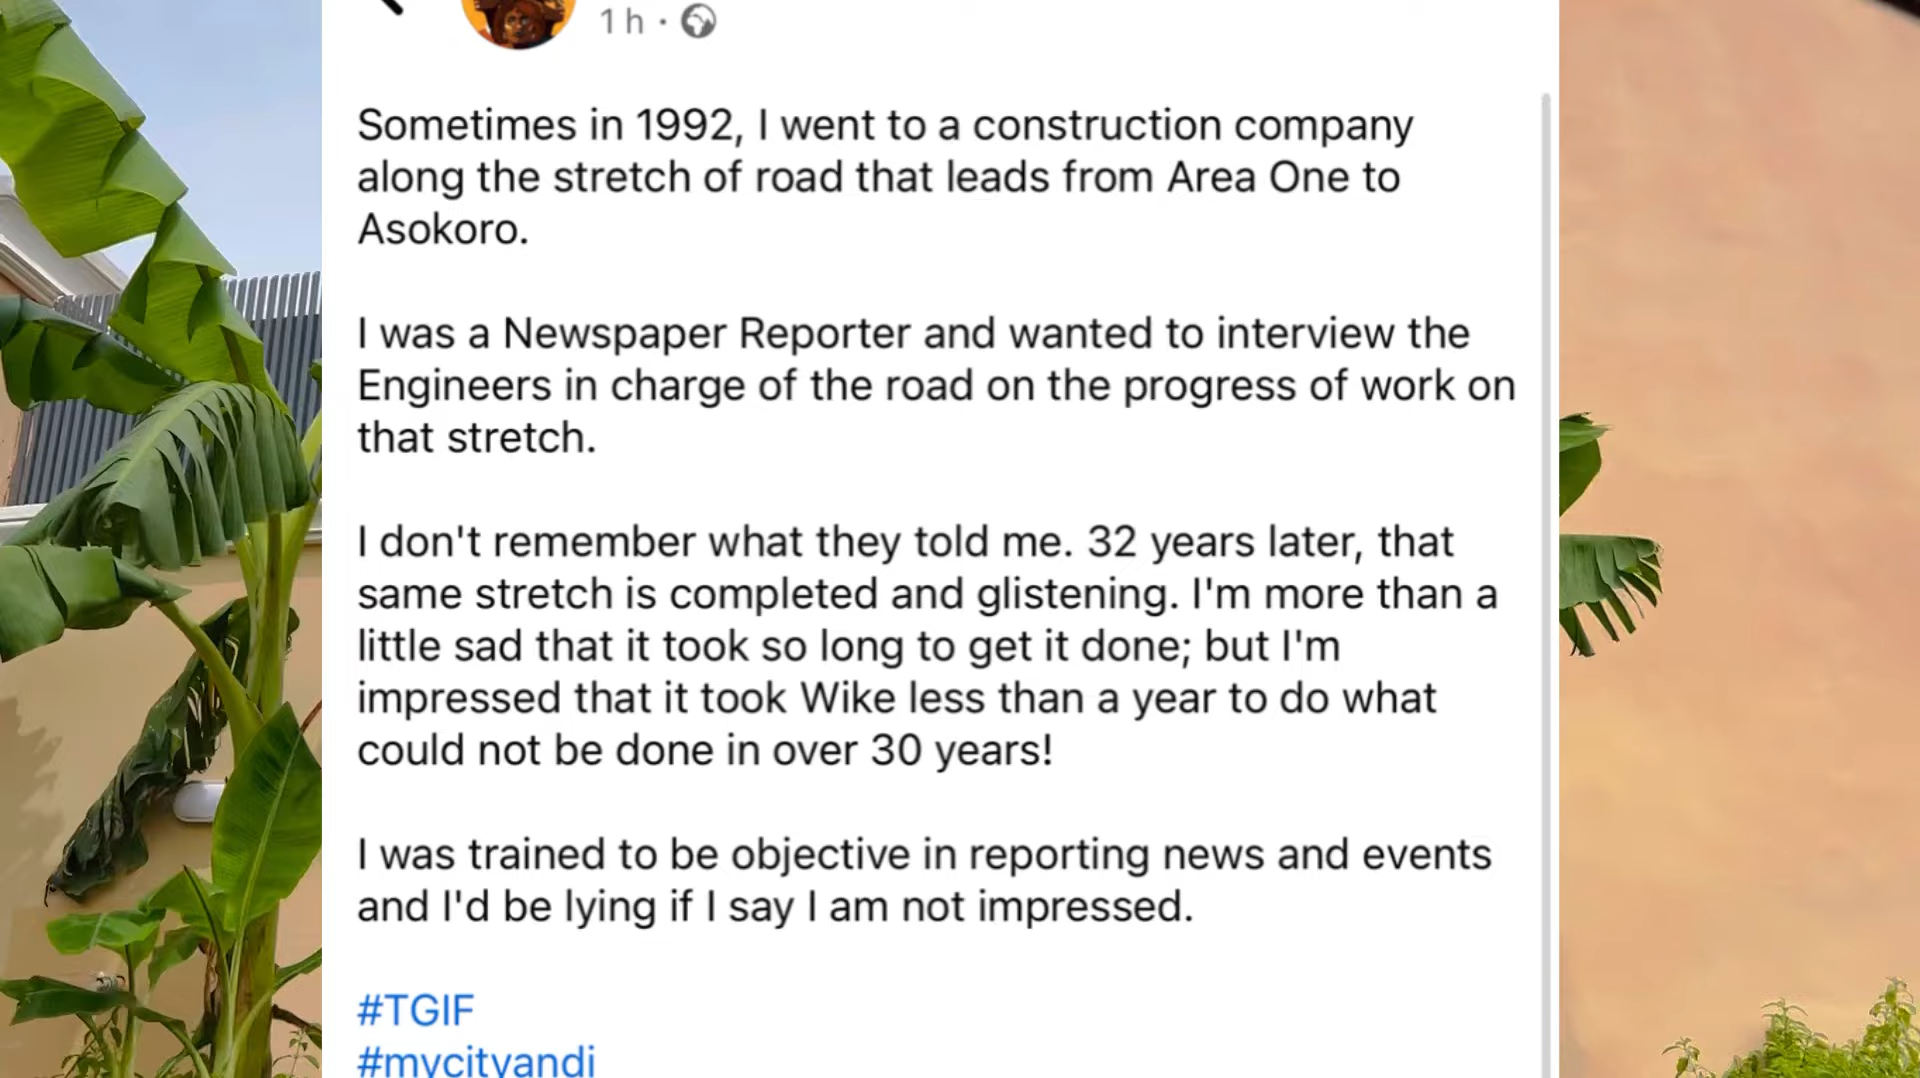 1 h ·
Sometimes in 1992, I went to a construction company
along the stretch of road that leads from Area One to
Asokoro.
I was a Newspaper Reporter and wanted to interview the
Engineers in charge of the road on the progress of work on
that stretch.
I don't remember what they told me. 32 years later, that
same stretch is completed and glistening. I'm more than a
little sad that it took so long to get it done; but I'm
impressed that it took Wike less than a year to do what
could not be done in over 30 years!
I was trained to be objective in reporting news and events
and I'd be lying if I say I am not impressed.
#TGIF
#mycityandi